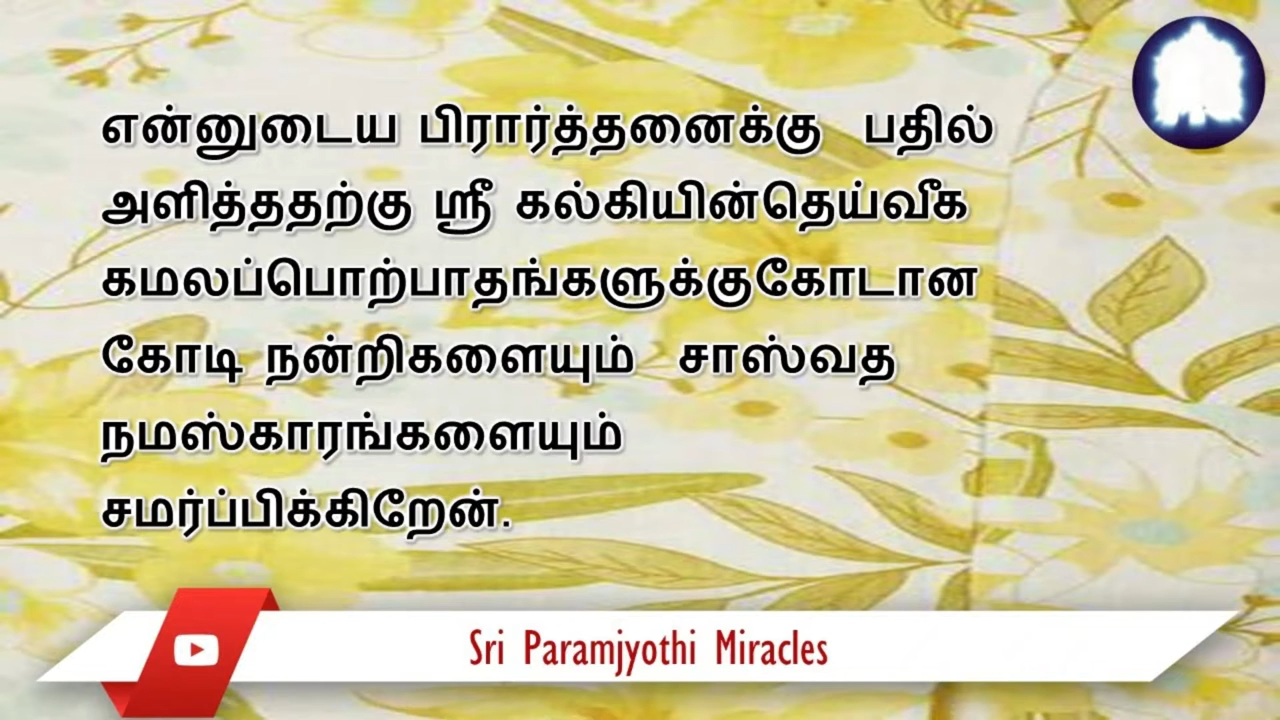 என்னுடைய பிரார்த்தனைக்கு பதில்
அளித்ததற்கு ஸ்ரீ கல்கியின்தெய்வீக
கமலப்பொற்பாதங்களுக்குகோடான
கோடி நன்றிகளையும் சாஸ்வத
நமஸ்காரங்களையும்
சமர்ப்பிக்கிறேன்.
Sri Paramjyothi Miracles